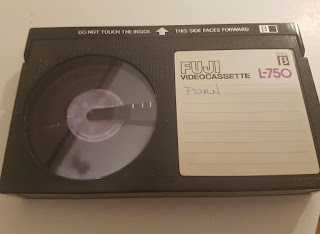 DO NOT TOUCH THE INSIDE THIS SIDE FACES FORWARD B
B
FUJI
VIDEOCASSETTE L-750
PORN